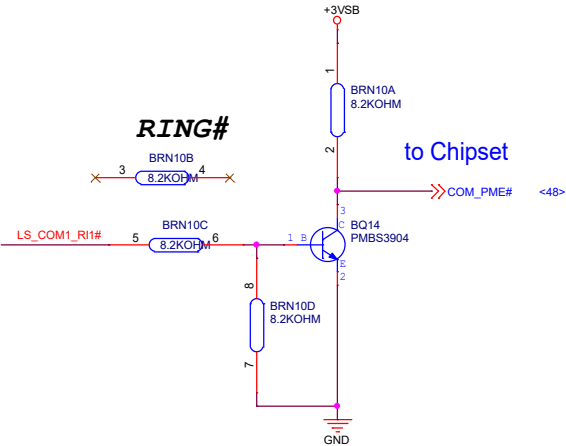 +3VSB
1
BRN10A
8.2KOHM
2
RING#
to Chipset
BRN10B
3 8.2KOHM 4
COM_PME# <48>
3
C
BRN10C
BQ14
PMBS3904
LS_COM1_RI1#
5 8.2KOHM 6
1 B
E
2
8
BRN10D
8.2KOHM
7
GND